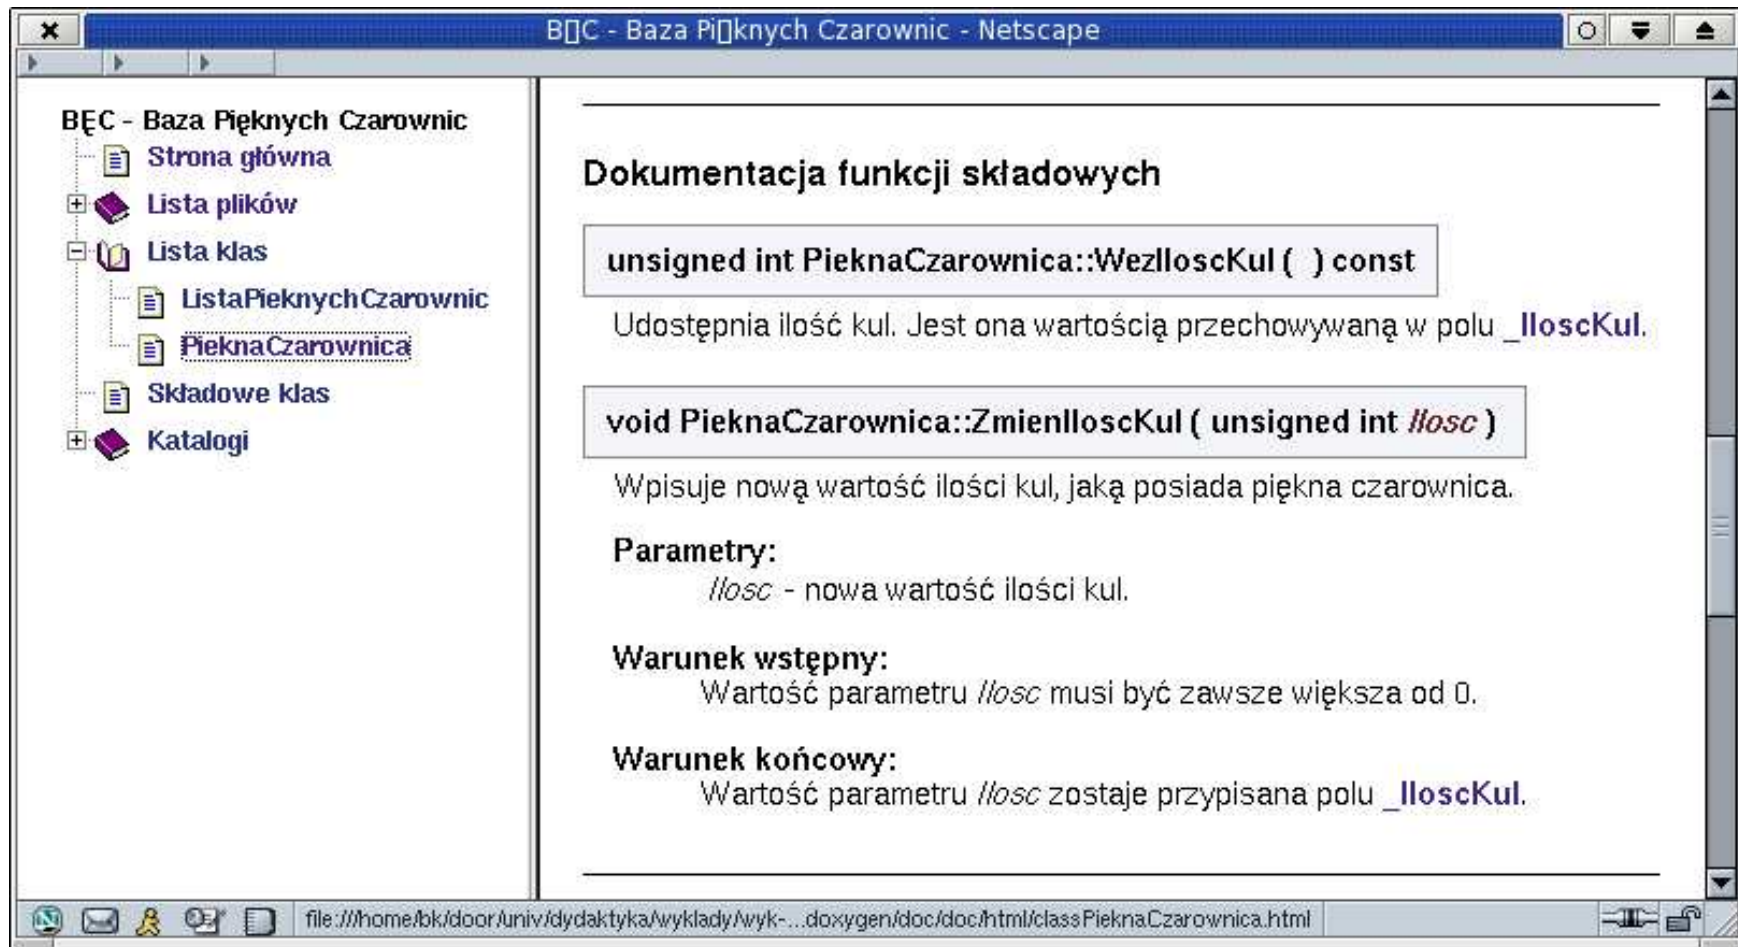 B▯C - Baza Pi▯knych Czarownic - Netscape
BĘC - Baza Pięknych Czarownic
Strona główna
Lista plików
Lista klas
ListaPieknychCzarownic
PieknaCzarownica
Składowe klas
Katalogi
Dokumentacja funkcji składowych
unsigned int PieknaCzarownica::WezIloscKul ( ) const
Udostępnia ilość kul. Jest ona wartością przechowywaną w polu _IloscKul.
void PieknaCzarownica::ZmienIloscKul ( unsigned int Ilosc )
Wpisuje nową wartość ilości kul, jaką posiada piękna czarownica.
Parametry:
Ilosc - nowa wartość ilości kul.
Warunek wstępny:
Wartość parametru Ilosc musi być zawsze większa od 0.
Warunek końcowy:
Wartość parametru Ilosc zostaje przypisana polu _IloscKul.
file:///home/bk/door/univ/dydaktyka/wyklady/wyk-...doxygen/doc/doc/html/classPieknaCzarownica.html